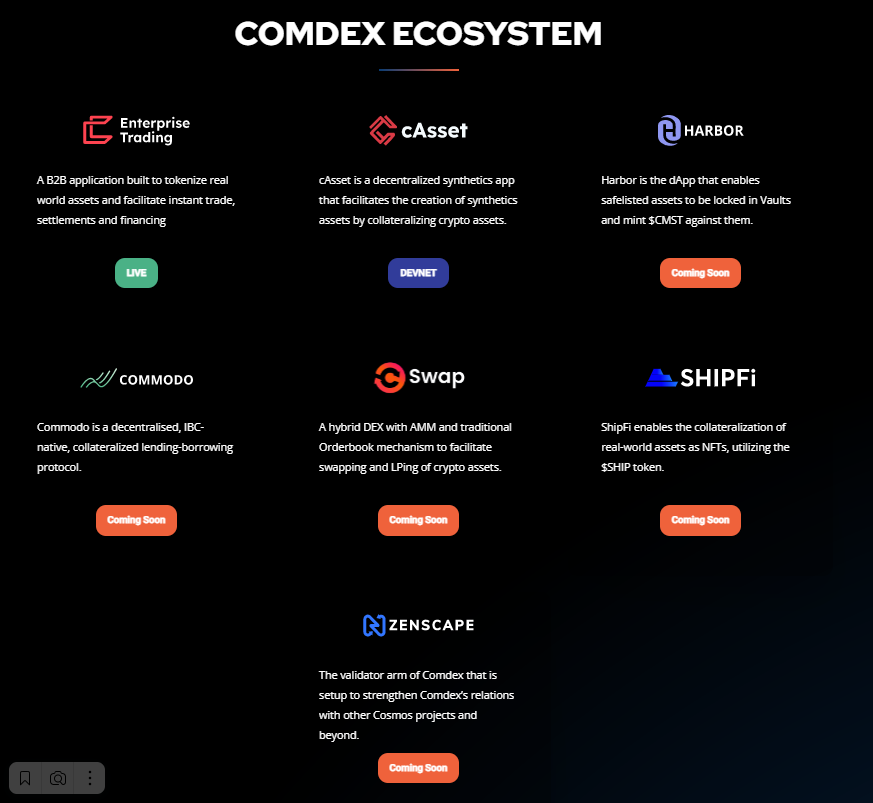 COMDEX ECOSYSTEM
Enterprise
Trading
A B2B application built to tokenize real
world assets and facilitate instant trade,
settlements and financing
LIVE
cAsset
cAsset is a decentralized synthetics app
that facilitates the creation of synthetics
assets by collateralizing crypto assets.
DEVNET
HARBOR
Harbor is the dApp that enables
safelisted assets to be locked in Vaults
and mint $CMST against them.
Coming Soon
COMMODO
Commodo is a decentralised, IBC-
native, collateralized lending-borrowing
protocol.
Coming Soon
Swap
A hybrid DEX with AMM and traditional
Orderbook mechanism to facilitate
swapping and LPing of crypto assets.
Coming Soon
SHIPFi
ShipFi enables the collateralization of
real-world assets as NFTs, utilizing the
$SHIP token.
Coming Soon
ZENSCAPE
The validator arm of Comdex that is
setup to strengthen Comdex's relations
with other Cosmos projects and
beyond.
Coming Soon